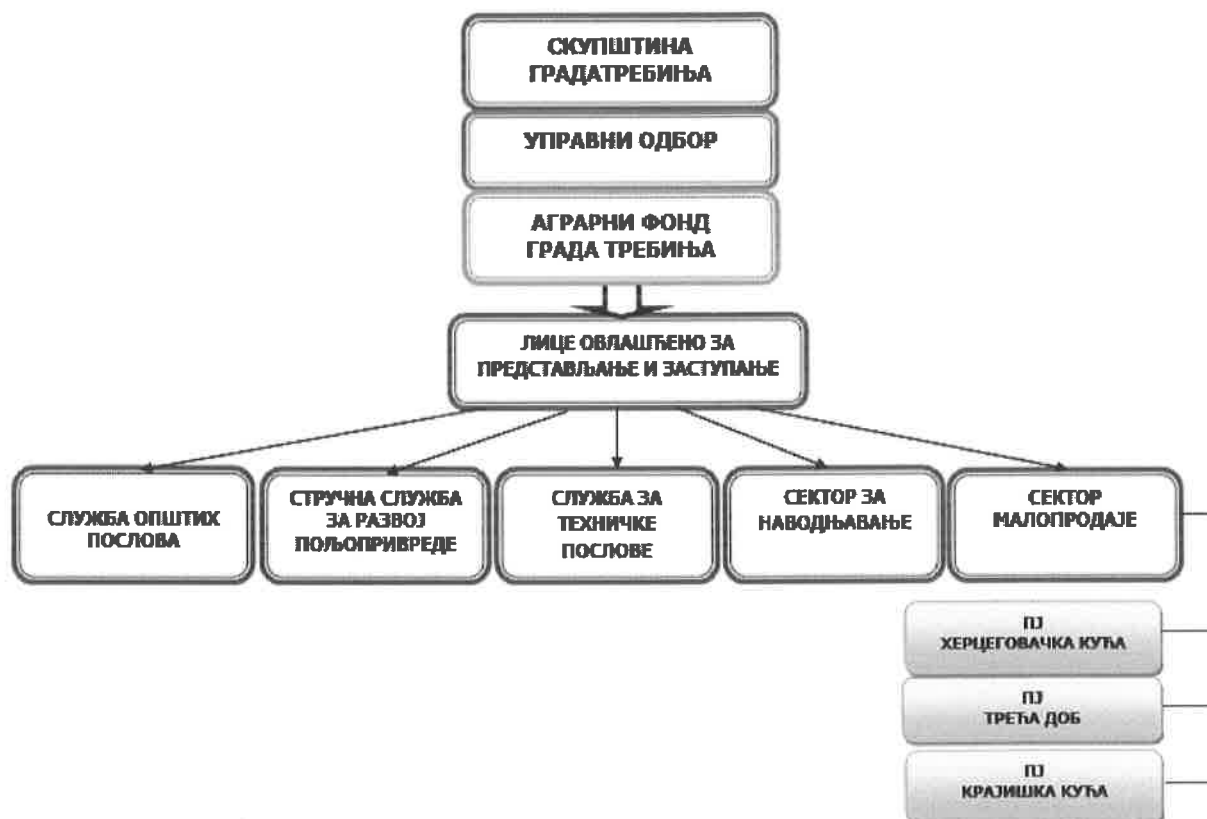 СКУПШТИНА
ГРАДАТРЕБИЊА
УПРАВНИ ОДБОР
АГРАРНИ ФОНД
ГРАДА ТРЕБИЊА
ЛИЦЕ ОВЛАШЋЕНО ЗА
ПРЕДСТАВЉАЊЕ И ЗАСТУПАЊЕ
СЛУЖБА ОПШТИХ
ПОСЛОВА
СТРУЧНА СЛУЖБА
ЗА РАЗВОЈ
ПОЉОПРИВРЕДЕ
СЛУЖБА ЗА
ТЕХНИЧКЕ
ПОСЛОВЕ
СЕКТОР ЗА
НАВОДЊАВАЊЕ
СЕКТОР
МАЛОПРОДАЈЕ
ПЈ
ХЕРЦЕГОВАЧКА КУЋА
ПЈ
ТРЕЋА ДОБ
ПЈ
КРАЈИШКА КУЋА